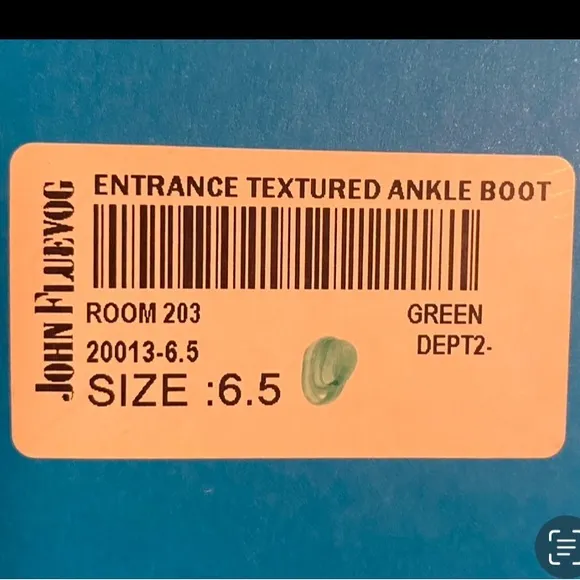 JOHN FLUEVOG
ENTRANCE TEXTURED ANKLE BOOT
ROOM 203 GREEN
20013-6.5 DEPT2-
SIZE :6.5